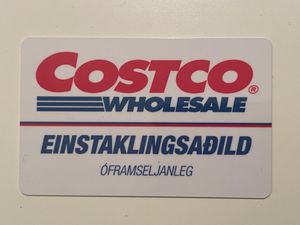 COSTCO®
WHOLESALE
EINSTAKLINGSAÐILD
ÓFRAMSELJANLEG